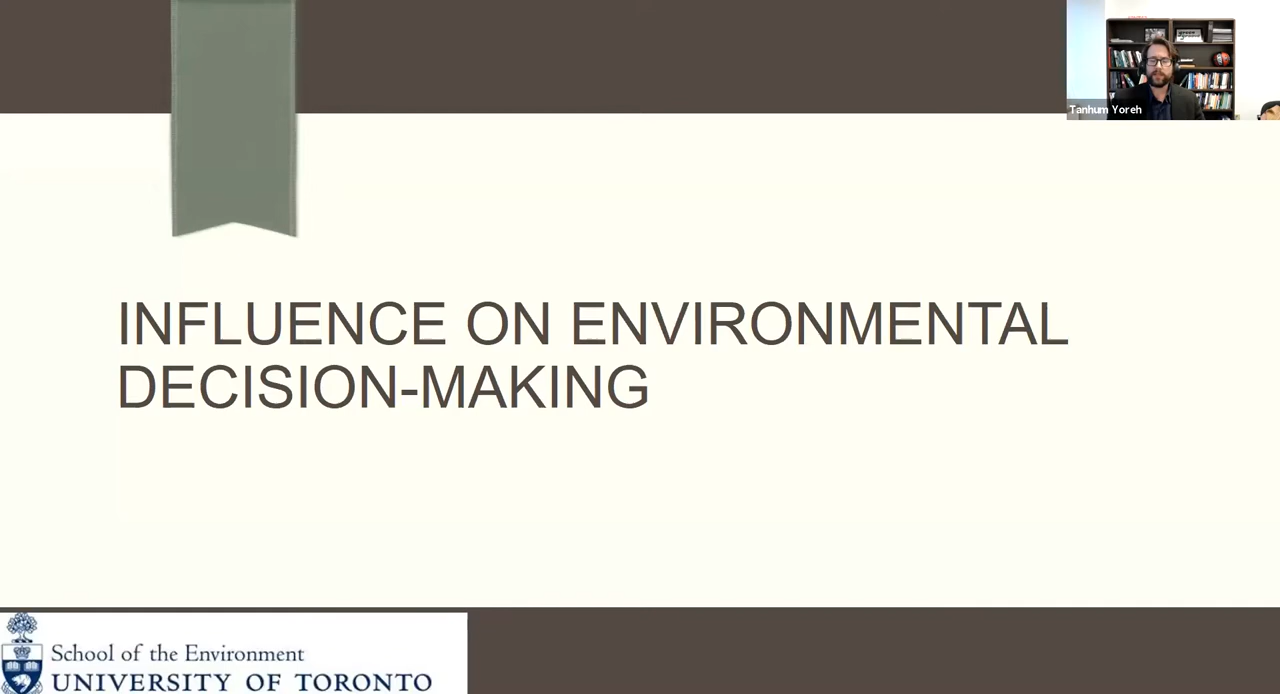 Tanhum Yoreh
INFLUENCE ON ENVIRONMENTAL
DECISION-MAKING
School of the Environment
UNIVERSITY OF TORONTO